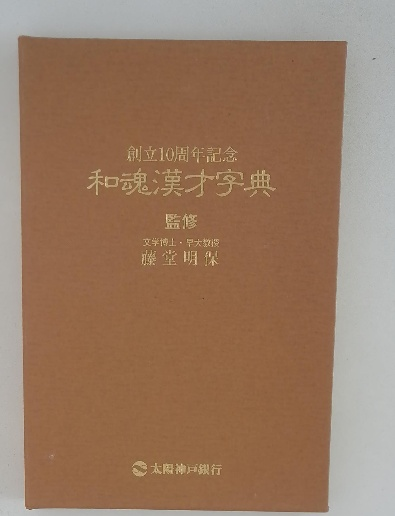 創立10周年記念
和魂漢才字典
監修
文学博士・早大教授
藤堂明保
太陽神戸銀行